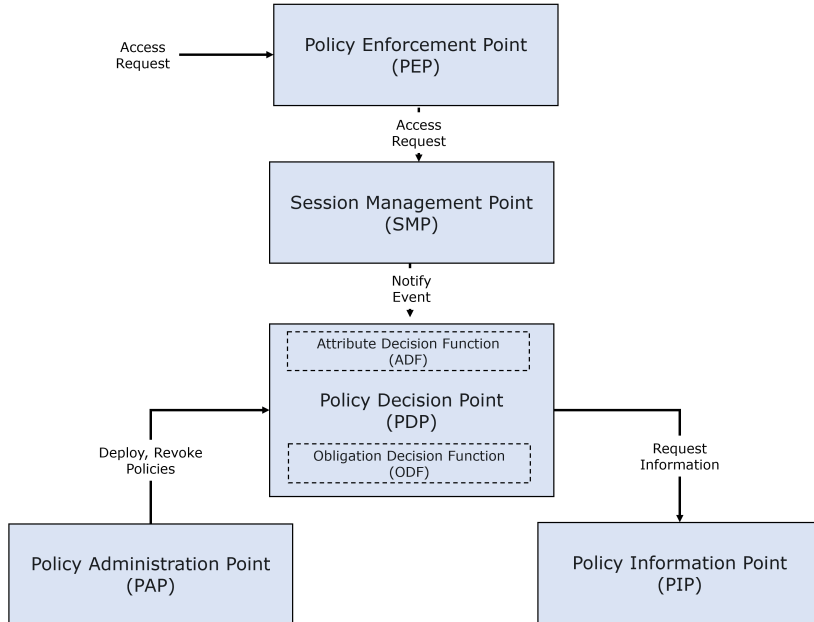 Policy Enforcement Point
(PEP)
Access
Request
Access
Request
Session Management Point
(SMP)
Notify
Event
Attribute Decision Function
(ADF)
Policy Decision Point
(PDP)
Obligation Decision Function
(ODF)
Deploy, Revoke
Policies
Request
Information
Policy Administration Point
(PAP)
Policy Information Point
(PIP)